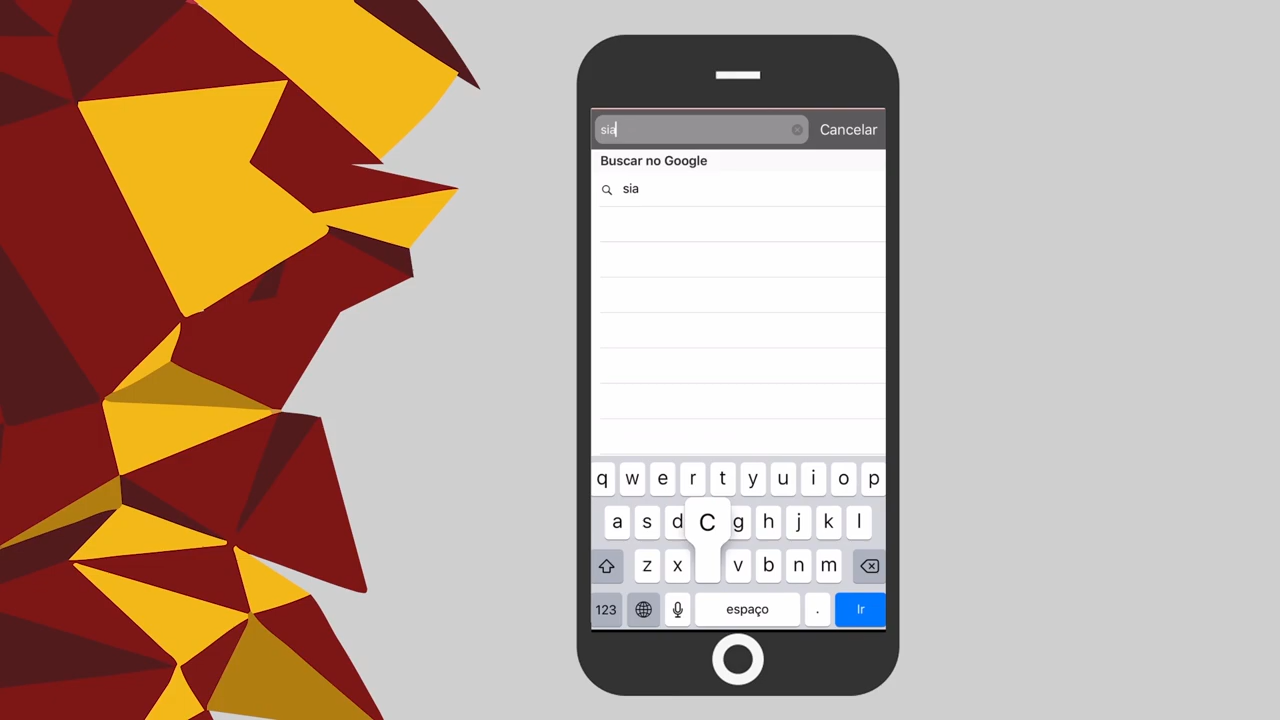 sia
Cancelar
Buscar no Google
sia
q w e r t y u i o p
a s d C g h j k l
z x v b n m
123 espaço . Ir